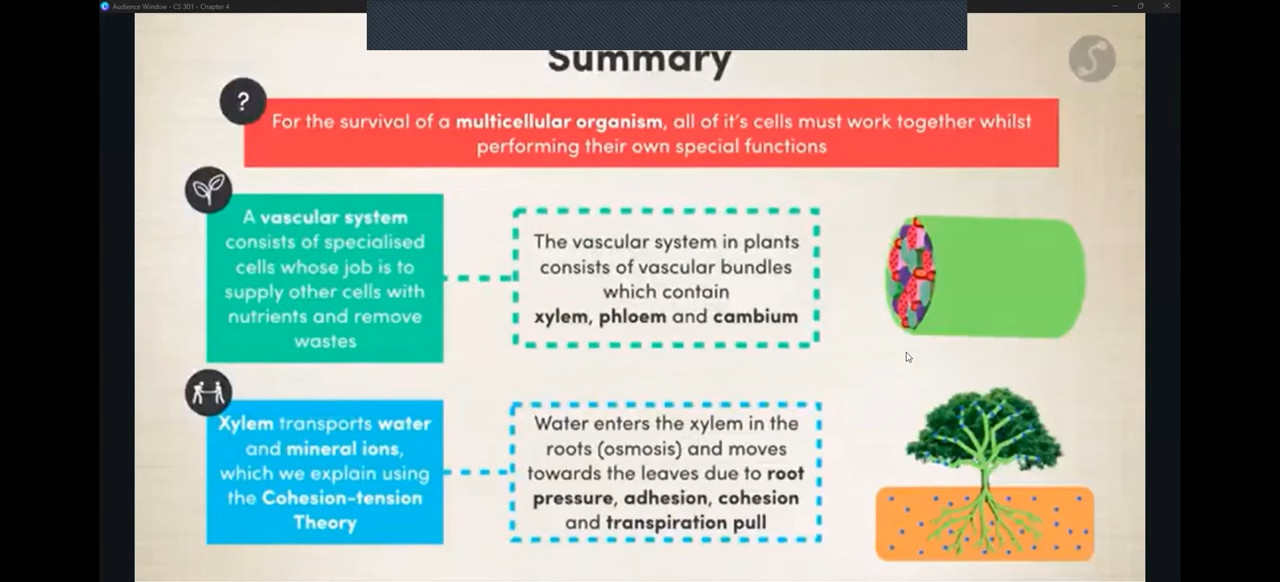 Audience Window - CS 301 - Chapter 4
Summary
?
For the survival of a multicellular organism, all of it's cells must work together whilst
performing their own special functions
A vascular system
consists of specialised
cells whose job is to
supply other cells with
nutrients and remove
wastes
The vascular system in plants
consists of vascular bundles
which contain
xylem, phloem and cambium
Xylem transports water
and mineral ions,
which we explain using
the Cohesion-tension
Theory
Water enters the xylem in the
roots (osmosis) and moves
towards the leaves due to root
pressure, adhesion, cohesion
and transpiration pull